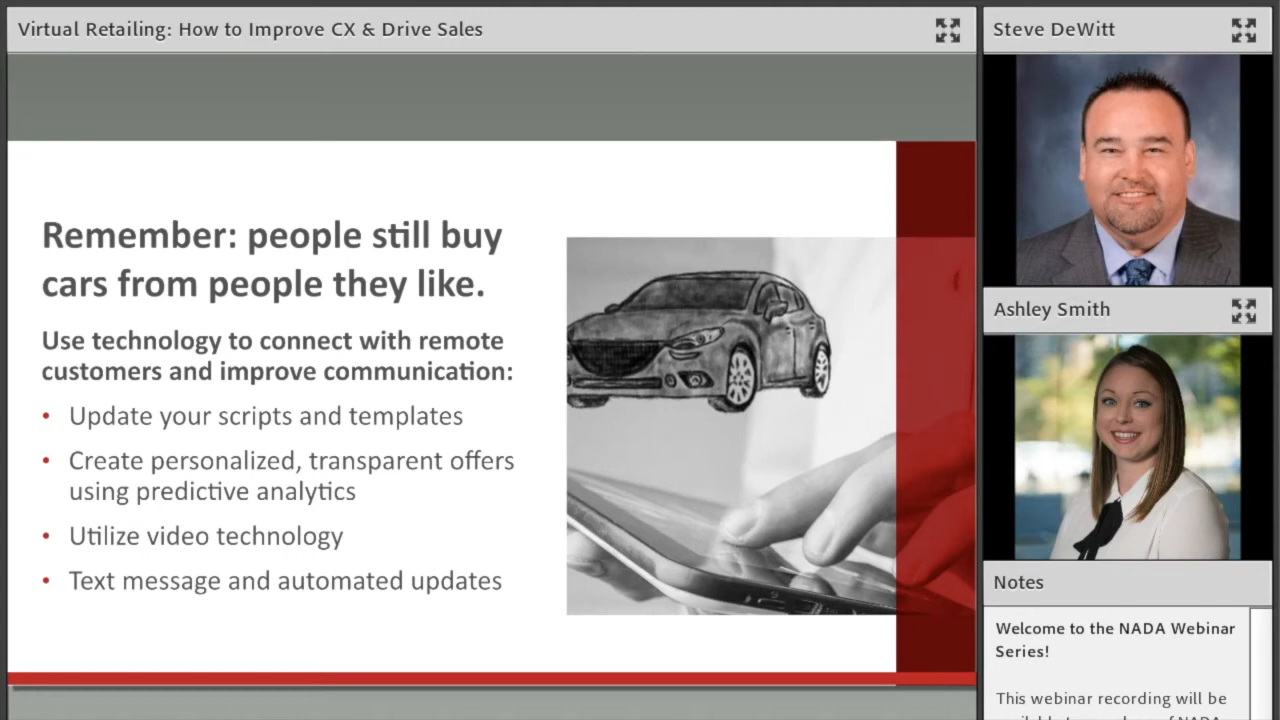 Virtual Retailing: How to Improve CX & Drive Sales
Remember: people still buy
cars from people they like.
Use technology to connect with remote
customers and improve communication:
• Update your scripts and templates
• Create personalized, transparent offers
using predictive analytics
• Utilize video technology
• Text message and automated updates
Steve DeWitt
Ashley Smith
Notes
Welcome to the NADA Webinar
Series!
This webinar recording will be